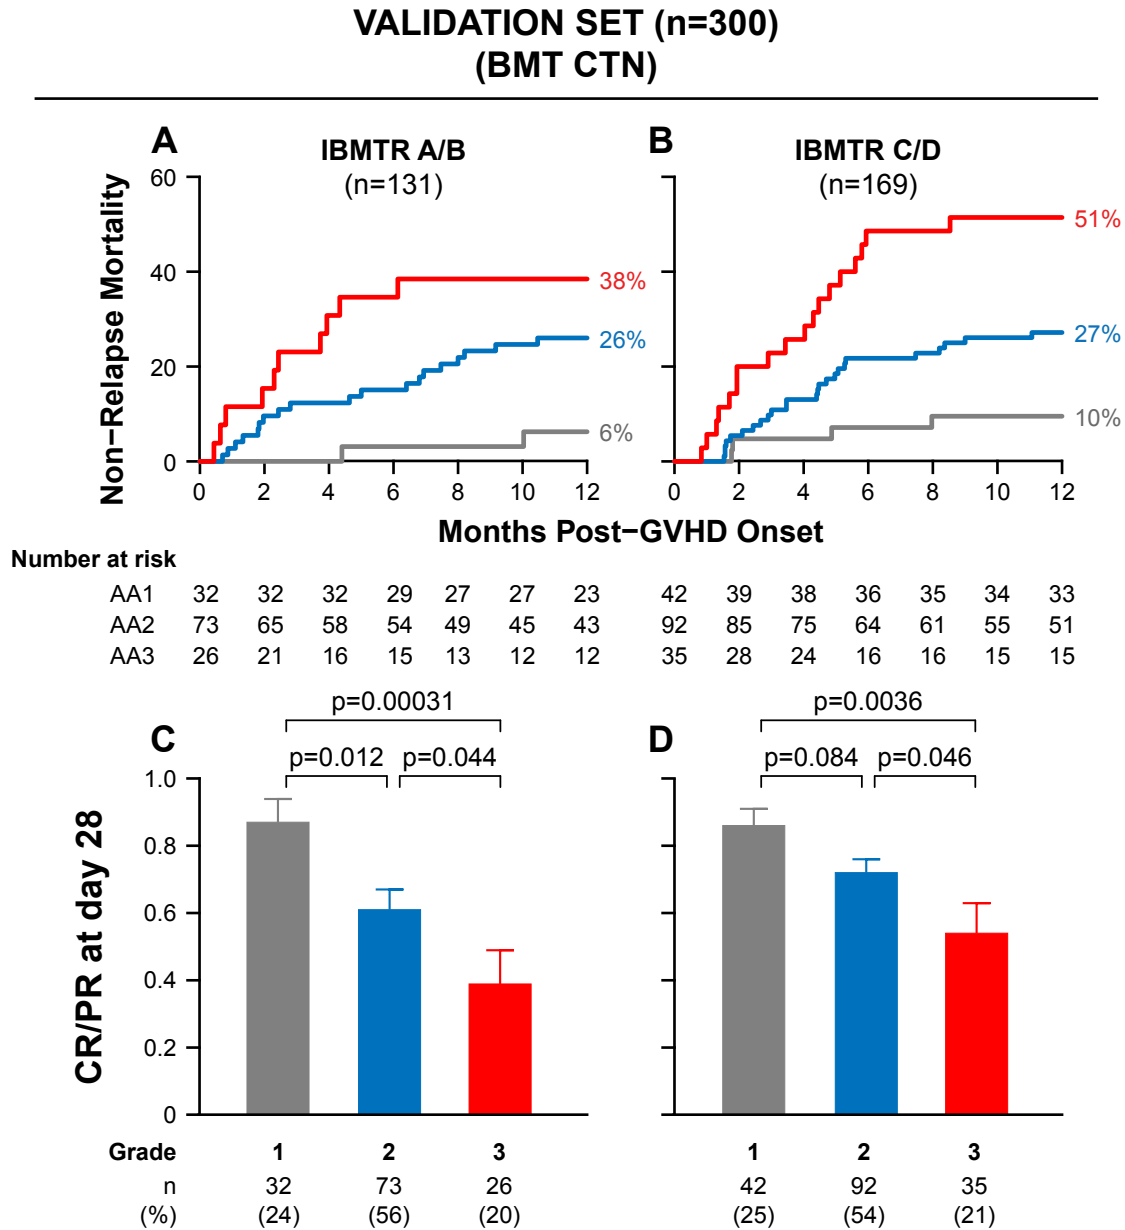 VALIDATION SET (n=300)
(BMT CTN)
A
IBMTR A/B
(n=131)
B
IBMTR C/D
(n=169)
Non−Relapse Mortality
60
40
20
0
38%
26%
6%
51%
27%
10%
0 2 4 6 8 10 12
0 2 4 6 8 10 12
Months Post−GVHD Onset
Number at risk
AA1 32 32 32 29 27 27 23 42 39 38 36 35 34 33
AA2 73 65 58 54 49 45 43 92 85 75 64 61 55 51
AA3 26 21 16 15 13 12 12 35 28 24 16 16 15 15
C
p=0.00031
p=0.012 p=0.044
D
p=0.0036
p=0.084 p=0.046
CR/PR at day 28
1.0
0.8
0.6
0.4
0.2
0
Grade 1 2 3 1 2 3
n 32 73 26 42 92 35
(%) (24) (56) (20) (25) (54) (21)